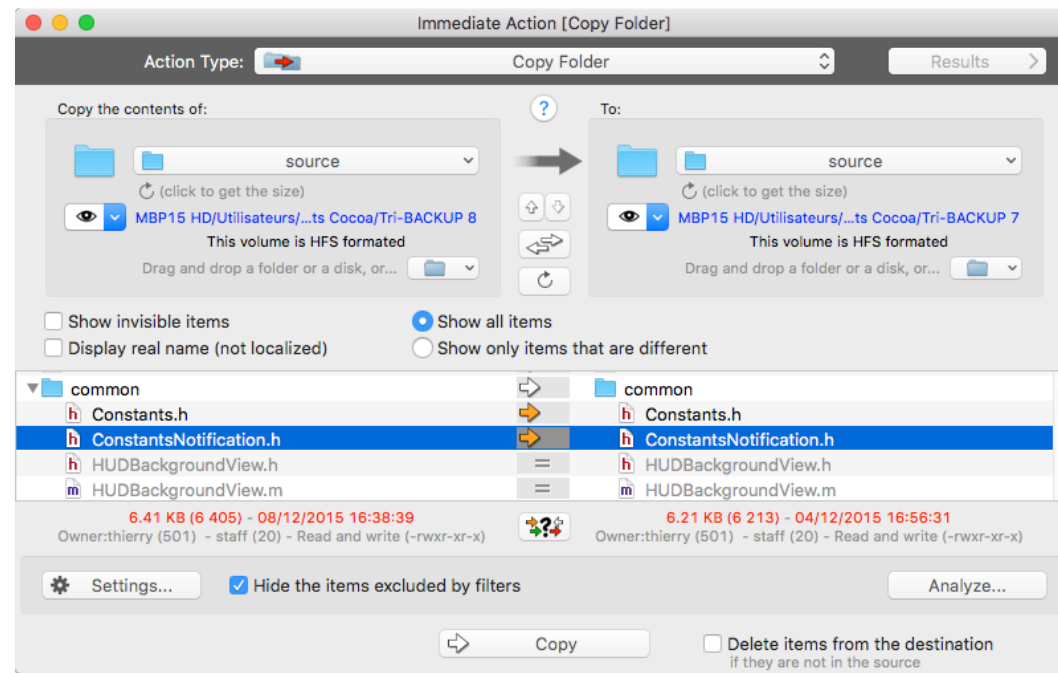 Immediate Action [Copy Folder]
Action Type: Copy Folder Results
Copy the contents of: ? To:
source source
(click to get the size) (click to get the size)
MBP15 HD/Utilisateurs/...ts Cocoa/Tri-BACKUP 8 MBP15 HD/Utilisateurs/...ts Cocoa/Tri-BACKUP 7
This volume is HFS formated This volume is HFS formated
Drag and drop a folder or a disk, or... Drag and drop a folder or a disk, or...
Show invisible items Show all items
Display real name (not localized) Show only items that are different
common common
h Constants.h h Constants.h
h ConstantsNotification.h h ConstantsNotification.h
h HUDBackgroundView.h = h HUDBackgroundView.h
m HUDBackgroundView.m = m HUDBackgroundView.m
6.41 KB (6 405) - 08/12/2015 16:38:39 ? 6.21 KB (6 213) - 04/12/2015 16:56:31
Owner:thierry (501) - staff (20) - Read and write (-rwxr-xr-x) Owner:thierry (501) - staff (20) - Read and write (-rwxr-xr-x)
Settings... Hide the items excluded by filters Analyze...
Copy Delete items from the destination
if they are not in the source